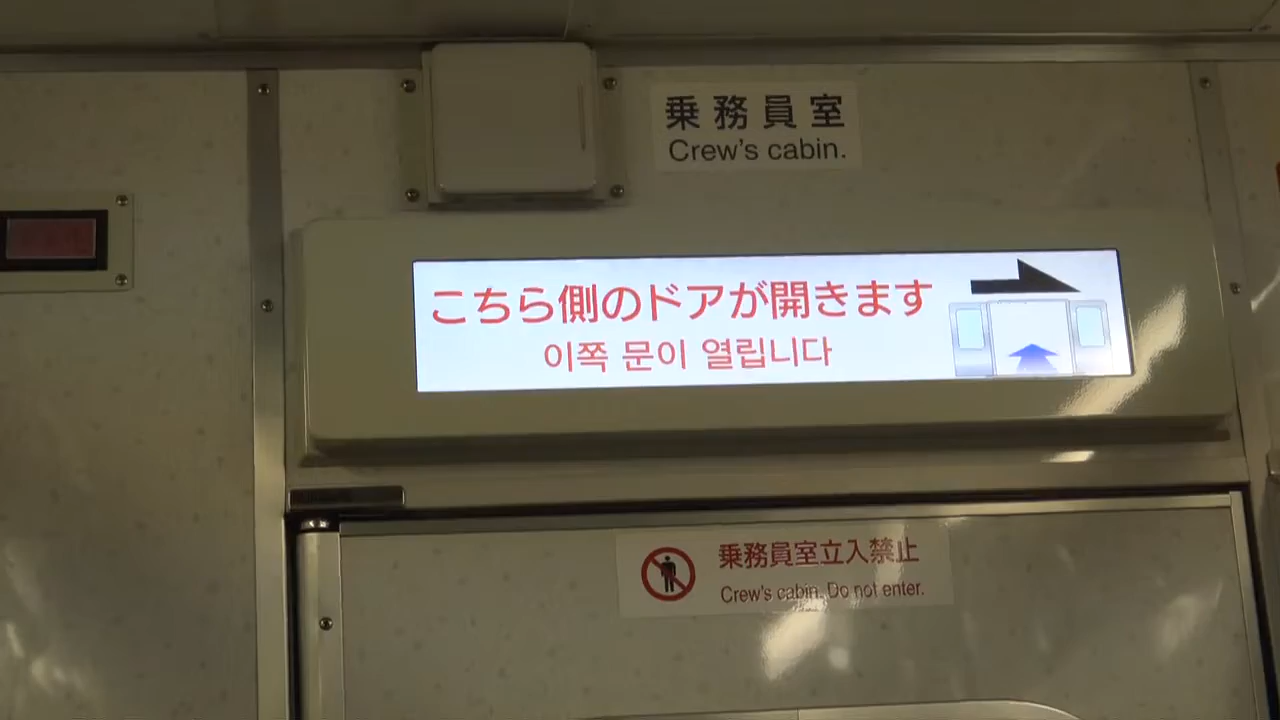 乗務員室
Crew's cabin.
こちら側のドアが開きます
이쪽 문이 열립니다
乗務員室立入禁止
Crew's cabin. Do not enter.